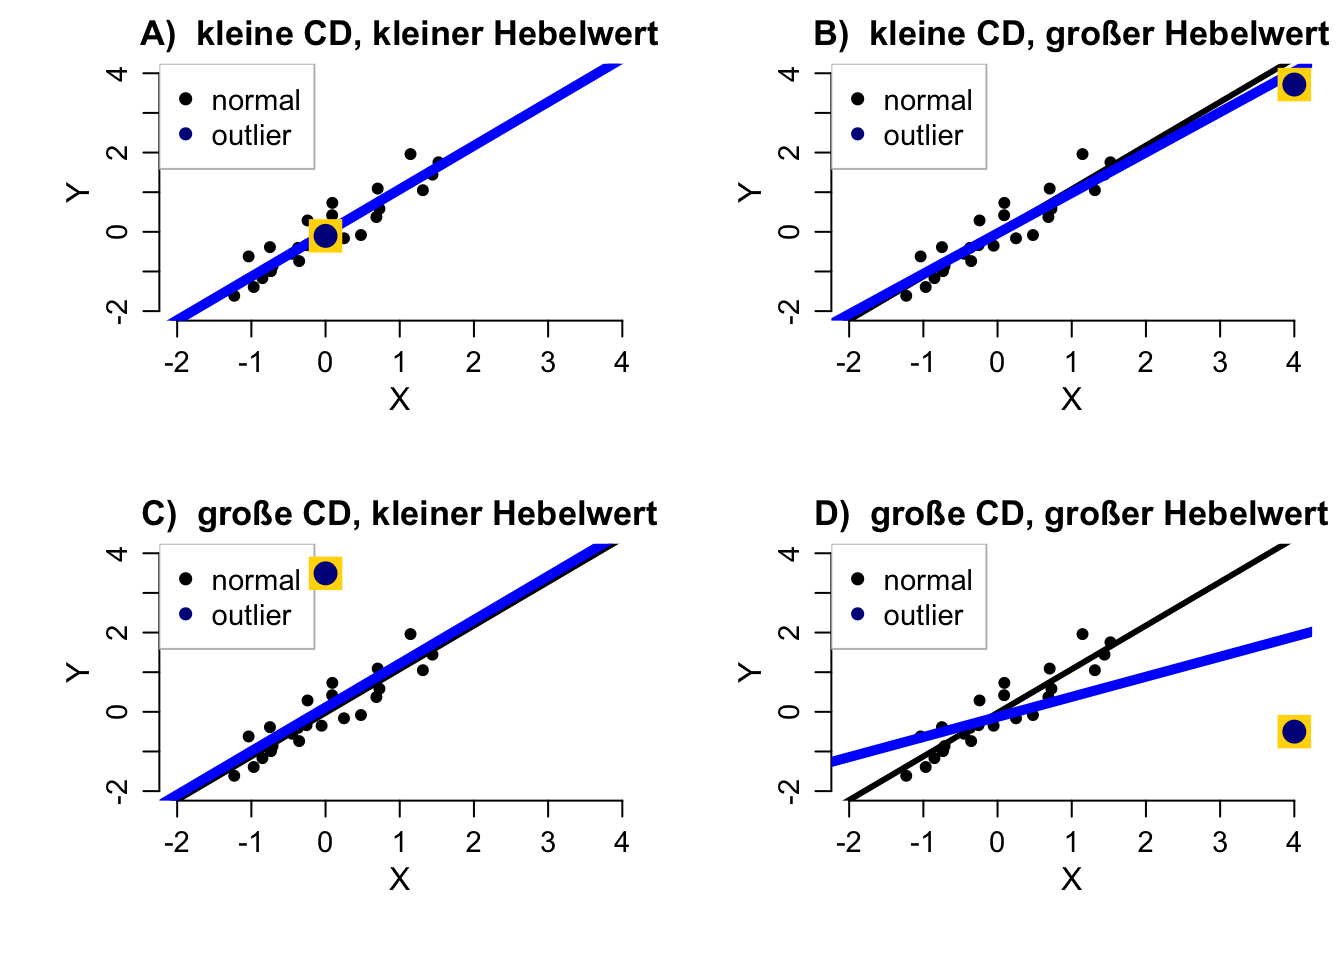 A)  kleine CD, kleiner Hebelwert
normal
outlier
Y
-2 0 2 4
-2 -1 0 1 2 3 4
X
B)  kleine CD, großer Hebelwert
normal
outlier
Y
-2 0 2 4
-2 -1 0 1 2 3 4
X
C)  große CD, kleiner Hebelwert
normal
outlier
Y
-2 0 2 4
-2 -1 0 1 2 3 4
X
D)  große CD, großer Hebelwert
normal
outlier
Y
-2 0 2 4
-2 -1 0 1 2 3 4
X